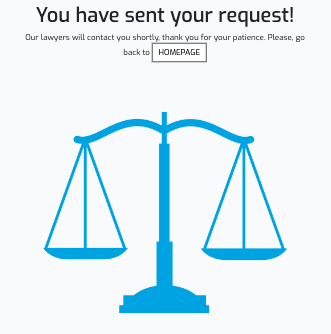 You have sent your request!
Our lawyers will contact you shortly, thank you for your patience. Please, go
back to HOMEPAGE